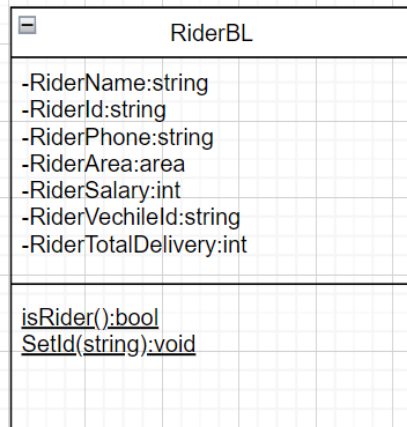 RiderBL
-RiderName:string
-RiderId:string
-RiderPhone:string
-RiderArea:area
-RiderSalary:int
-RiderVechileId:string
-RiderTotalDelivery:int
isRider():bool
SetId(string):void